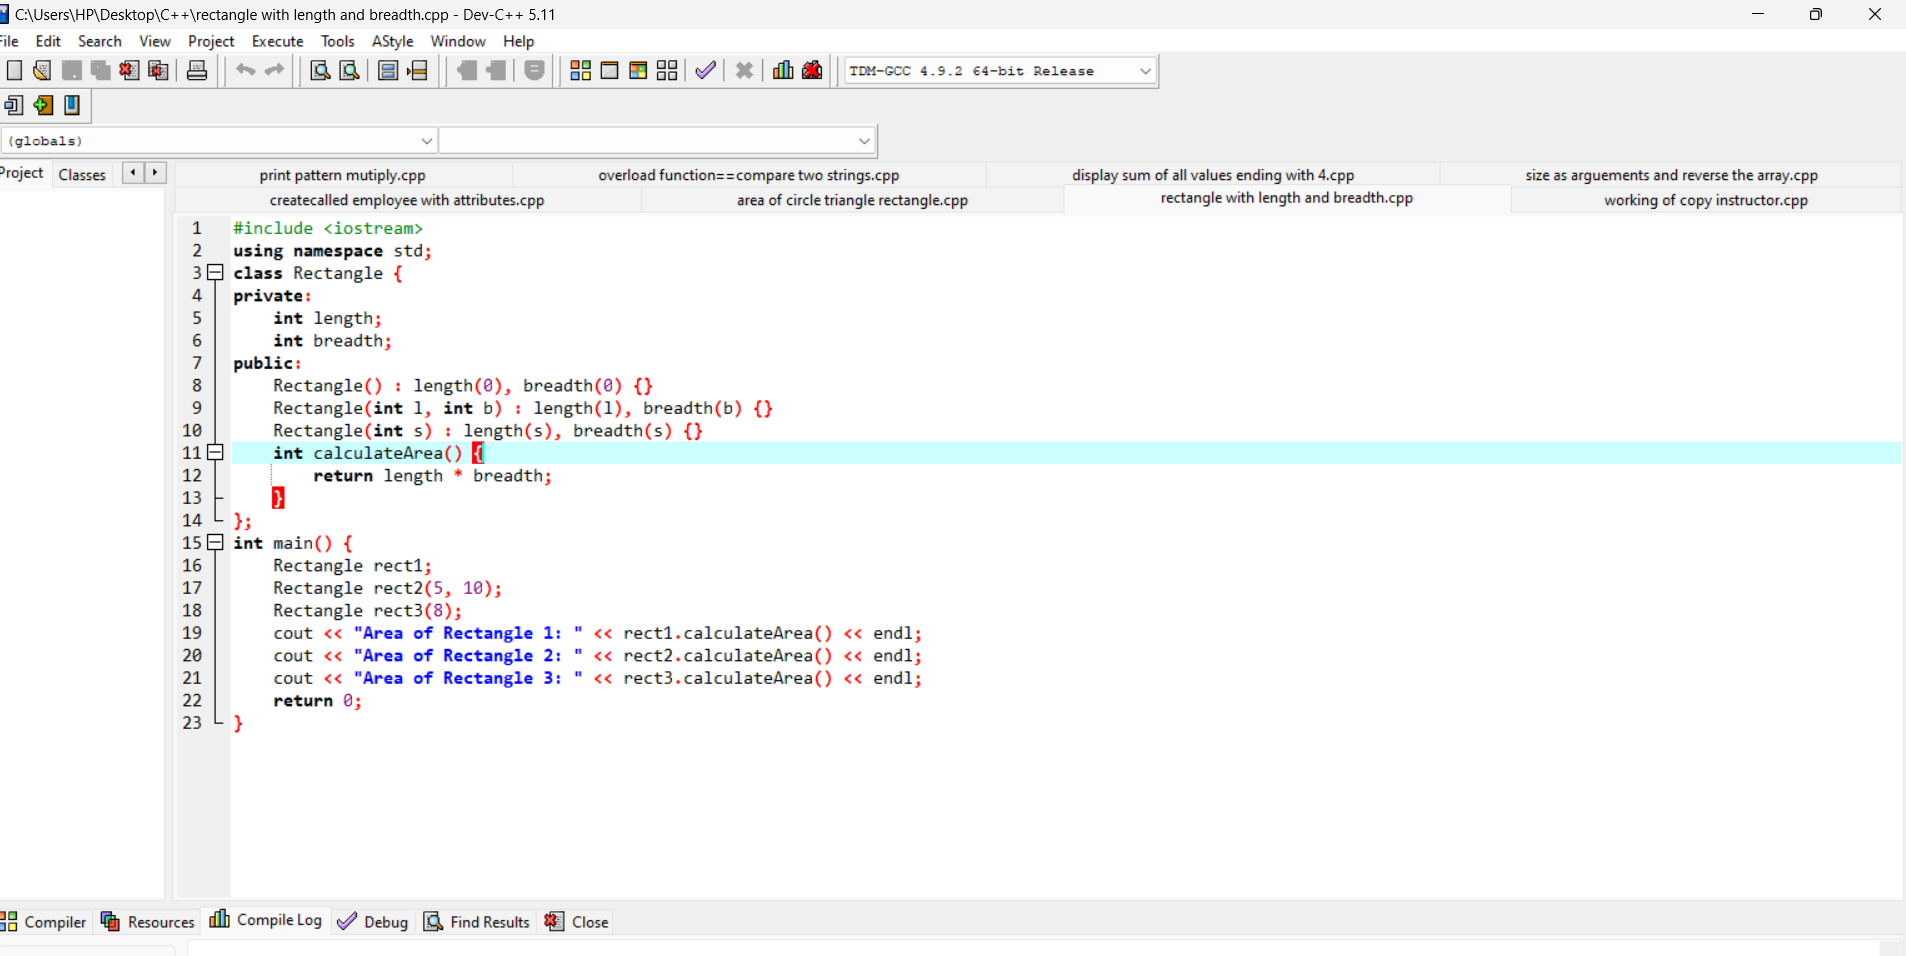 C:\Users\HP\Desktop\C++\rectangle with length and breadth.cpp - Dev-C++ 5.11
File Edit Search View Project Execute Tools AStyle Window Help
TDM-GCC 4.9.2 64-bit Release
(globals)
Project Classes
print pattern mutiply.cpp overload function==compare two strings.cpp display sum of all values ending with 4.cpp size as arguements and reverse the array.cpp
createcalled employee with attributes.cpp area of circle triangle rectangle.cpp rectangle with length and breadth.cpp working of copy instructor.cpp
1 #include <iostream>
2 using namespace std;
3 class Rectangle {
4 private:
5     int length;
6     int breadth;
7 public:
8     Rectangle() : length(0), breadth(0) {}
9     Rectangle(int l, int b) : length(l), breadth(b) {}
10     Rectangle(int s) : length(s), breadth(s) {}
11     int calculateArea() {
12         return length * breadth;
13     }
14 };
15 int main() {
16     Rectangle rect1;
17     Rectangle rect2(5, 10);
18     Rectangle rect3(8);
19     cout << "Area of Rectangle 1: " << rect1.calculateArea() << endl;
20     cout << "Area of Rectangle 2: " << rect2.calculateArea() << endl;
21     cout << "Area of Rectangle 3: " << rect3.calculateArea() << endl;
22     return 0;
23 }
Compiler Resources Compile Log Debug Find Results Close